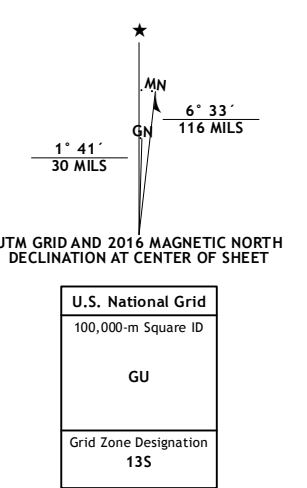 ★
MN
6° 33´
116 MILS
GN
1° 41´
30 MILS
UTM GRID AND 2016 MAGNETIC NORTH
DECLINATION AT CENTER OF SHEET
U.S. National Grid
100,000-m Square ID
GU
Grid Zone Designation
13S